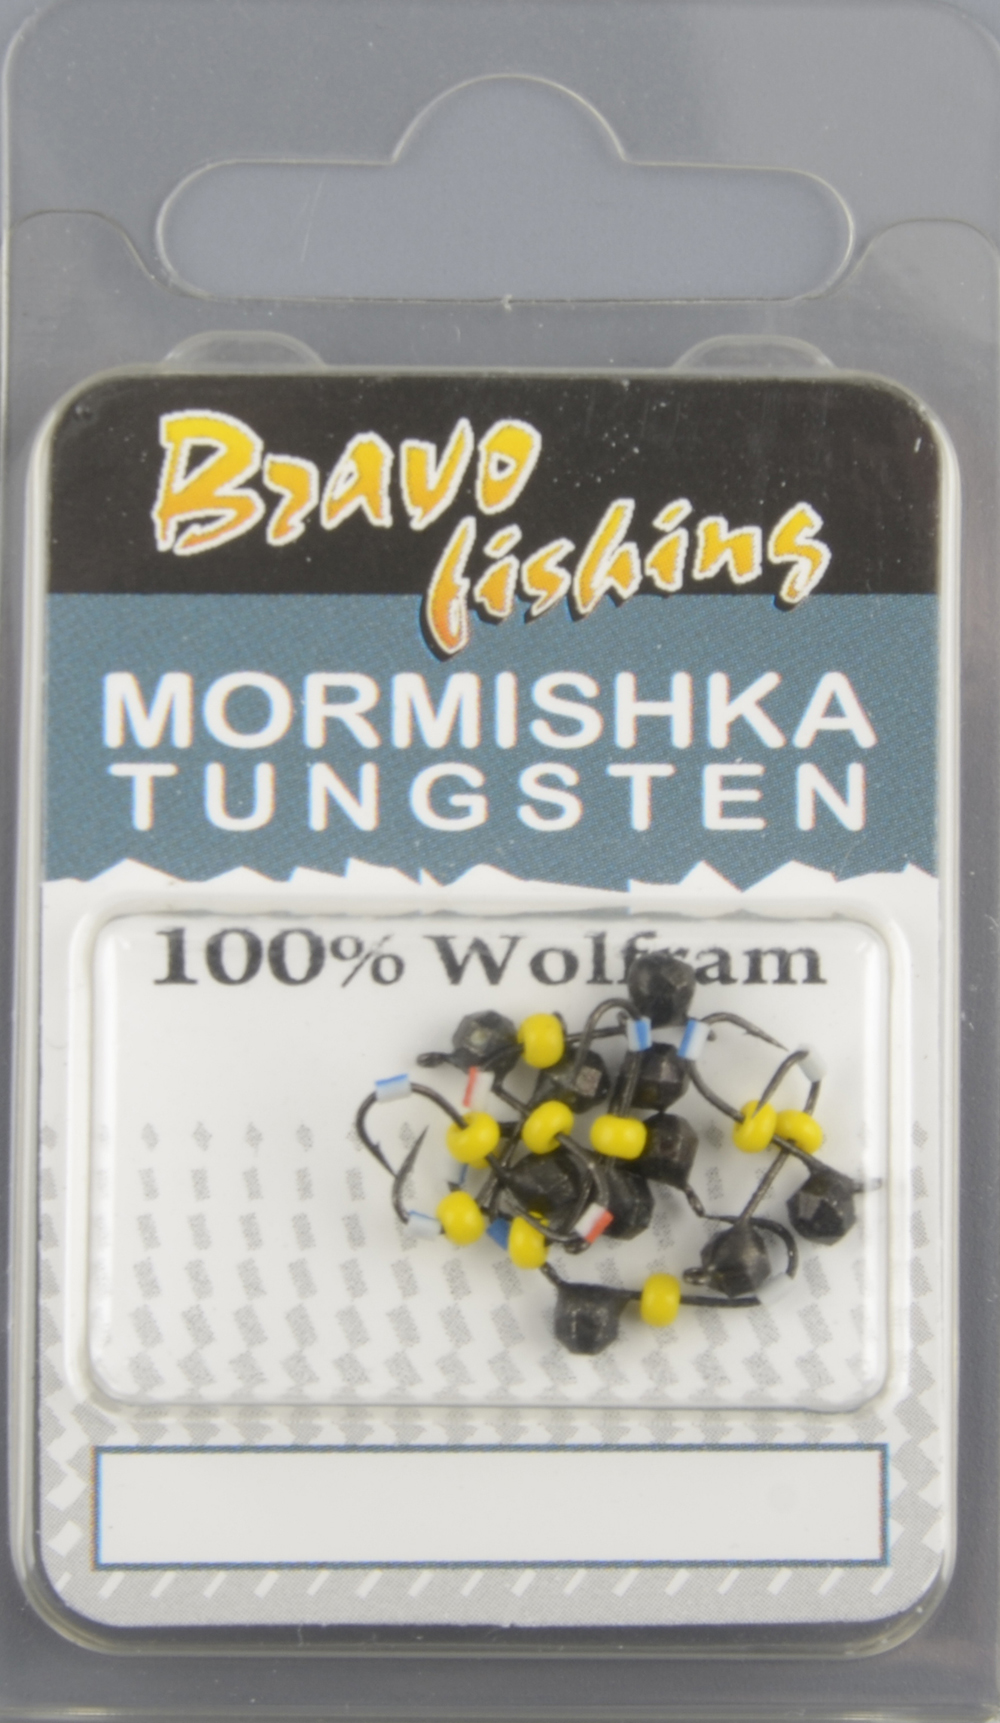 Bravo
fishing
MORMISHKA
TUNGSTEN
100% Wolfram